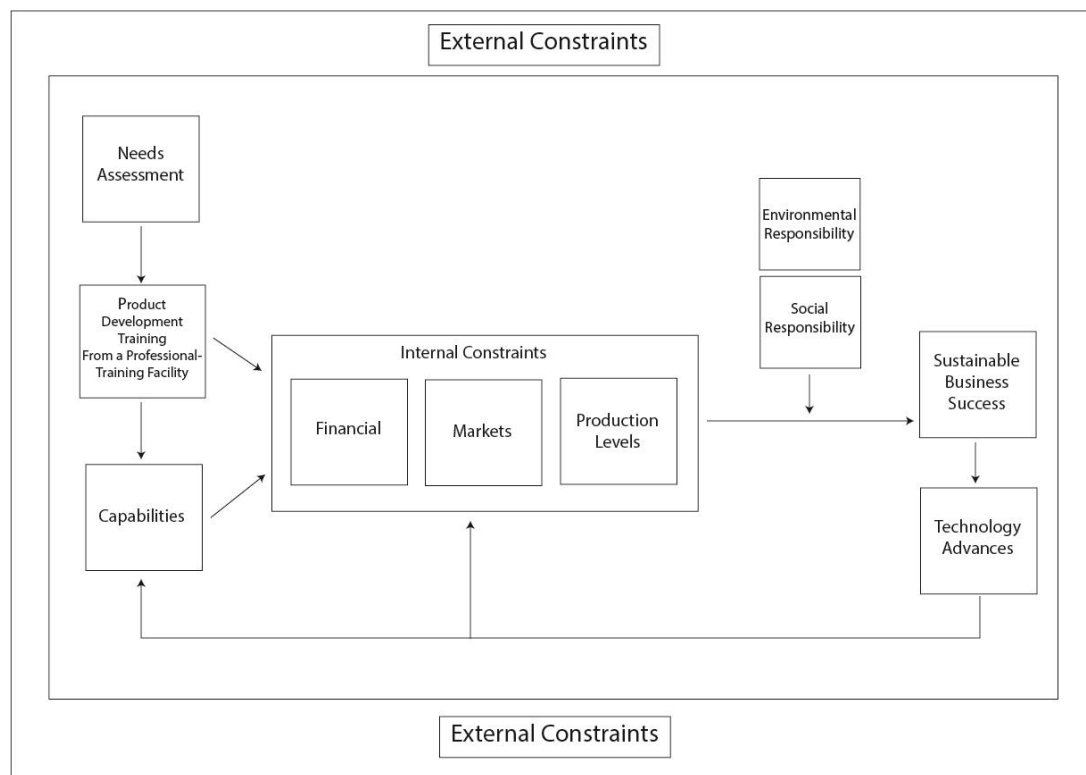 External Constraints
Needs
Assessment
Product
Development
Training
From a Professional-
Training Facility
Capabilities
Internal Constraints
Financial
Markets
Production
Levels
Environmental
Responsibility
Social
Responsibility
Sustainable
Business
Success
Technology
Advances
External Constraints